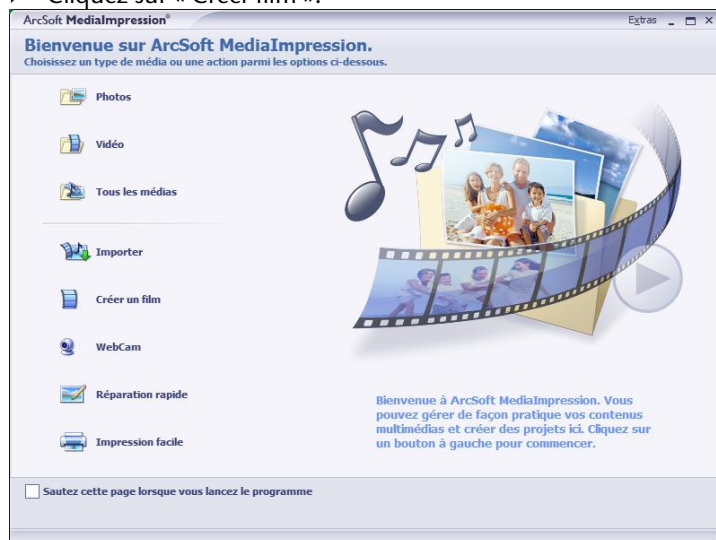 Cliquez sur « Créer film ».
ArcSoft MediaImpression®
Extras
Bienvenue sur ArcSoft MediaImpression.
Choisissez un type de média ou une action parmi les options ci-dessous.
Photos
Vidéo
Tous les médias
Importer
Créer un film
WebCam
Réparation rapide
Impression facile
Bienvenue à ArcSoft MediaImpression. Vous
pouvez gérer de façon pratique vos contenus
multimédias et créer des projets ici. Cliquez sur
un bouton à gauche pour commencer.
Sautez cette page lorsque vous lancez le programme